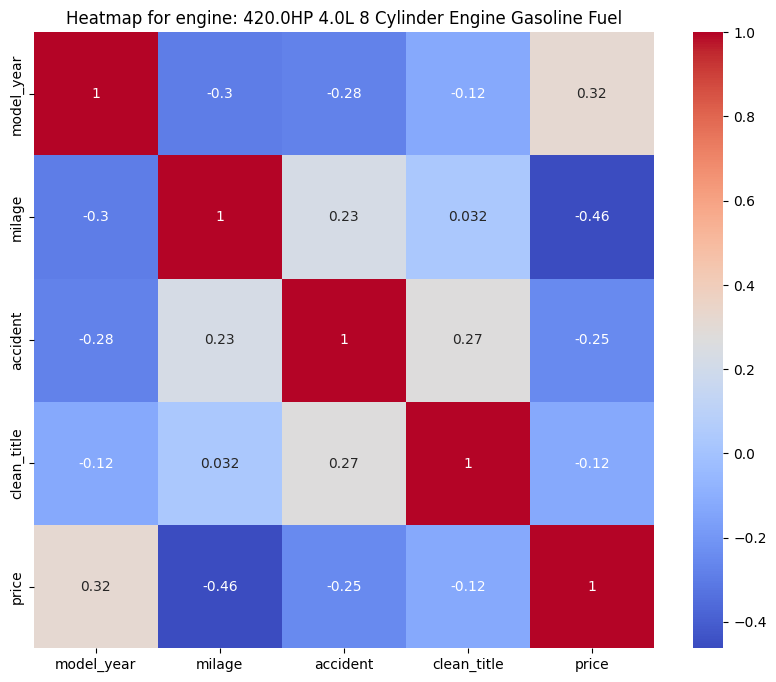 Heatmap for engine: 420.0HP 4.0L 8 Cylinder Engine Gasoline Fuel
model_year 1 -0.3 -0.28 -0.12 0.32
milage -0.3 1 0.23 0.032 -0.46
accident -0.28 0.23 1 0.27 -0.25
clean_title -0.12 0.032 0.27 1 -0.12
price 0.32 -0.46 -0.25 -0.12 1
model_year milage accident clean_title price
1.0
0.8
0.6
0.4
0.2
0.0
−0.2
−0.4